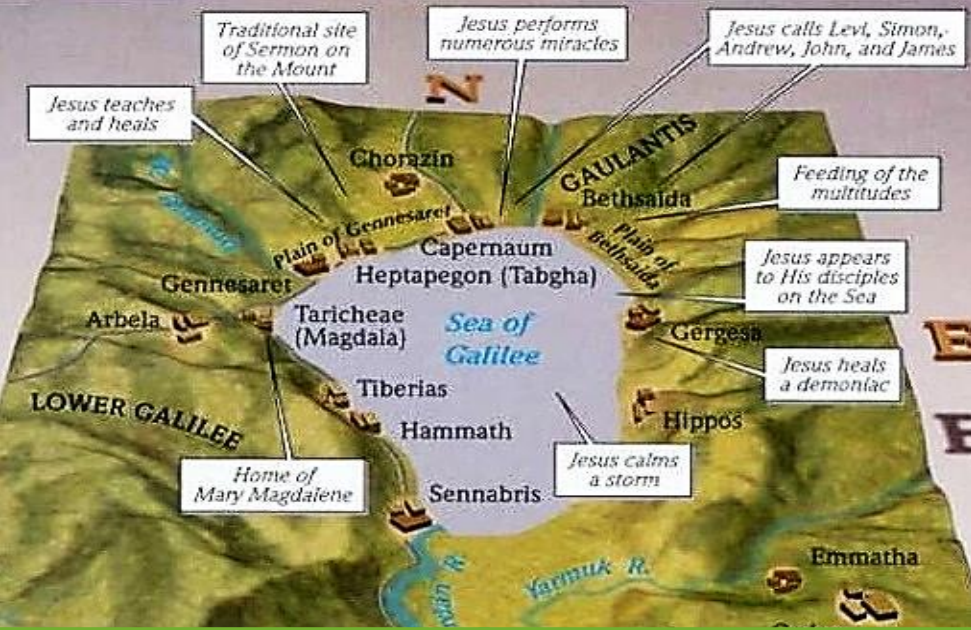 Traditional site
of Sermon on
the Mount
Jesus performs
numerous miracles
Jesus calls Levi, Simon,
Andrew, John, and James
Jesus teaches
and heals
N
Chorazin
GAULANTIS
Bethsaida
Feeding of the
multitudes
Plain of Gennesaret
Plain of
Bethsaida
Capernaum
Heptapegon (Tabgha)
Jesus appears
to His disciples
on the Sea
Gennesaret
Arbela
Taricheae
(Magdala)
Sea of
Galilee
Gergesa
E
Jesus heals
a demoniac
Tiberias
LOWER GALILEE
Hammath
Hippos
Home of
Mary Magdalene
Jesus calms
a storm
Sennabris
Yarmuk R.
R.
Emmatha